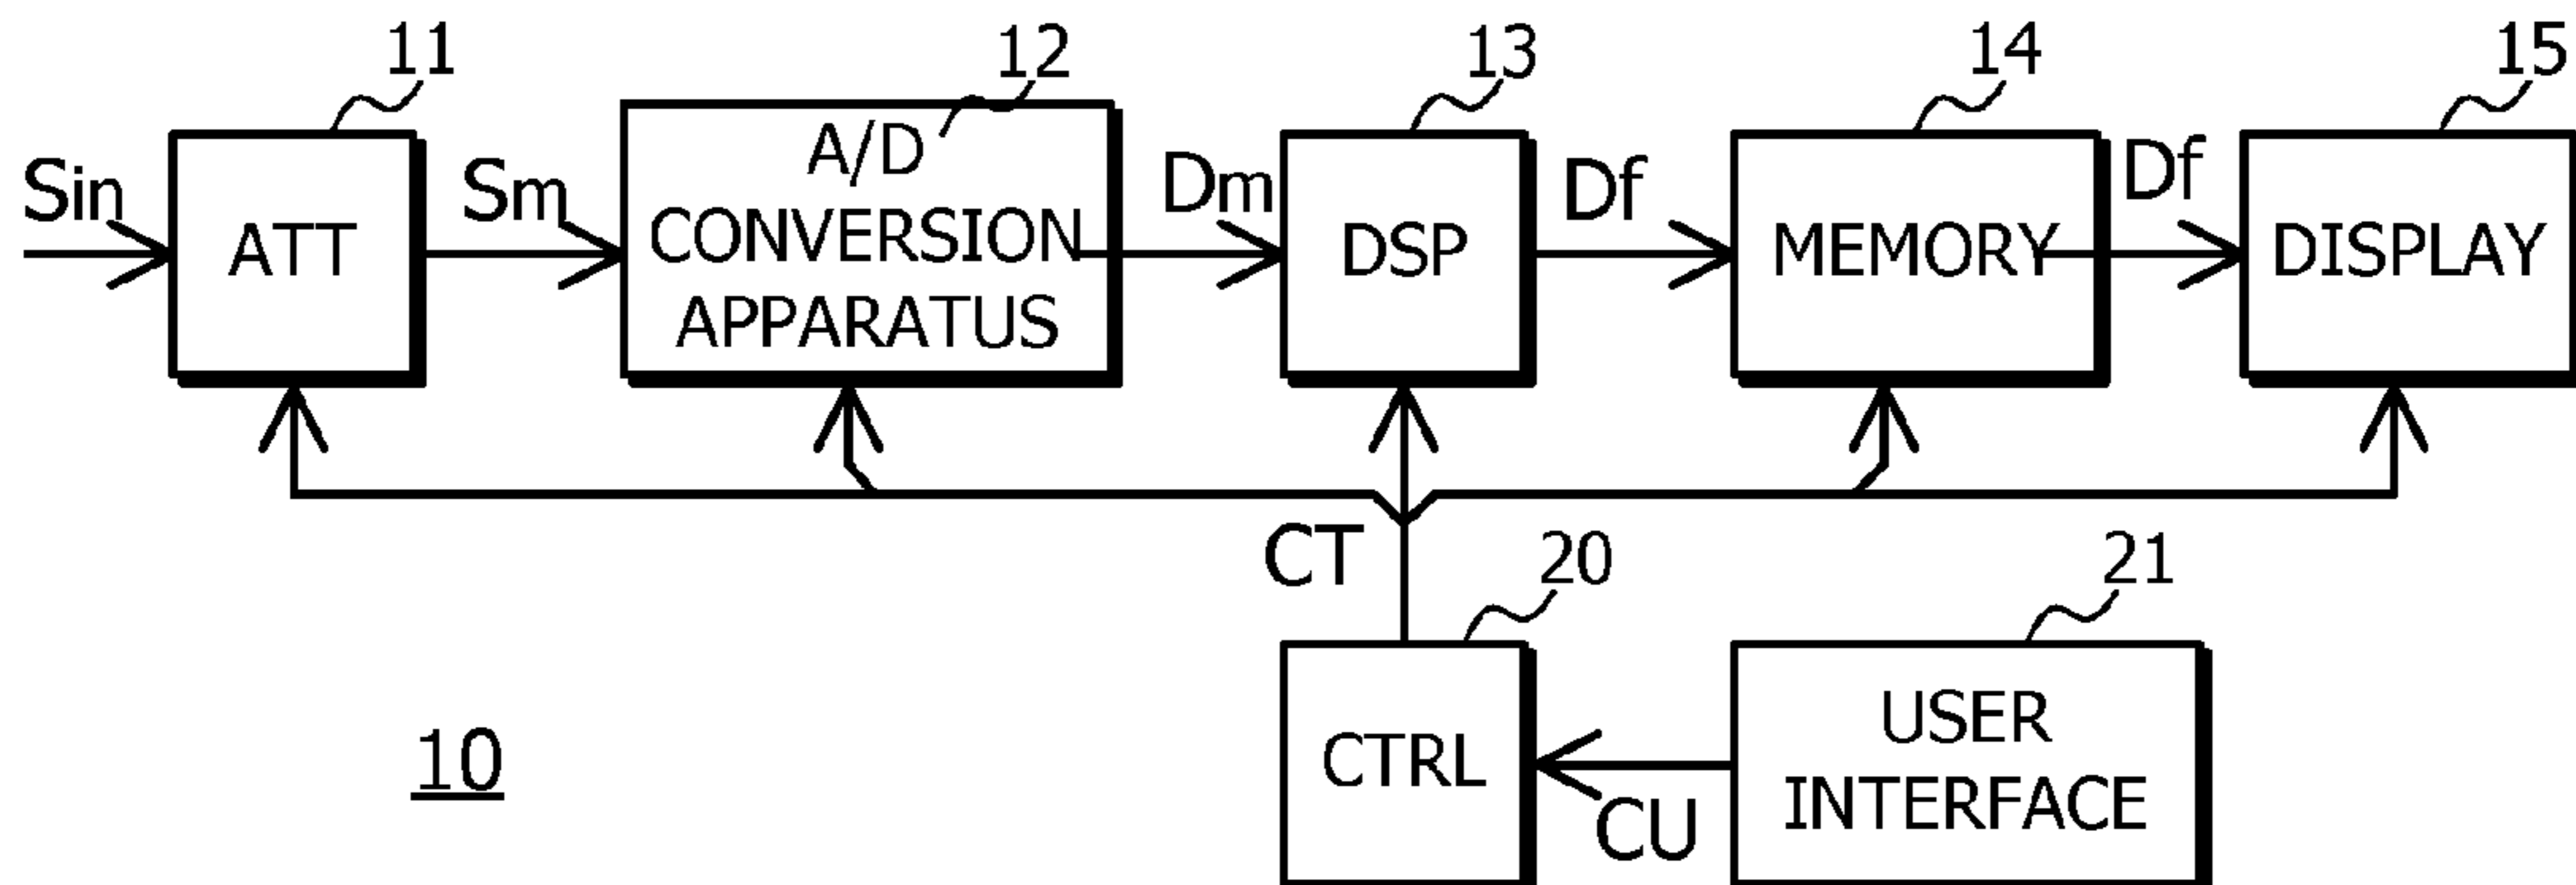 11
12
13
14
15
Sin
ATT
Sm
A/D
CONVERSION
APPARATUS
Dm
DSP
Df
MEMORY
Df
DISPLAY
CT
20
21
10
CTRL
CU
USER
INTERFACE